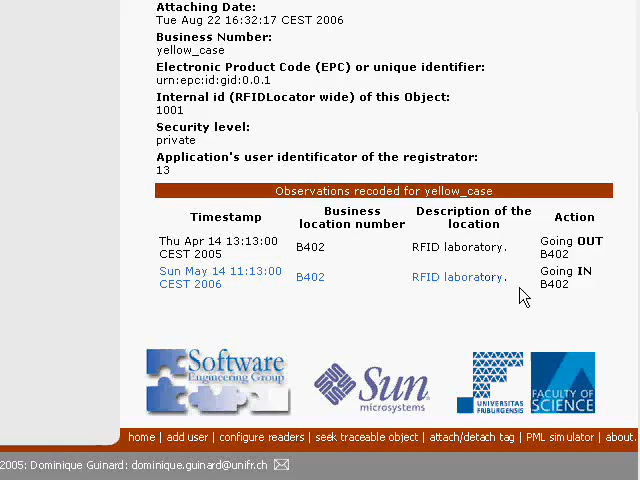 Attaching Date:
Tue Aug 22 16:32:17 CEST 2006
Business Number:
yellow_case
Electronic Product Code (EPC) or unique identifier:
urn:epc:id:gid:0.0.1
Internal id (RFIDLocator wide) of this Object:
1001
Security level:
private
Application's user identificator of the registrator:
13
Observations recoded for yellow_case
Timestamp Business location number Description of the location Action
Thu Apr 14 13:13:00 CEST 2005 B402 RFID laboratory. Going OUT B402
Sun May 14 11:13:00 CEST 2006 B402 RFID laboratory. Going IN B402
Software
Engineering Group
Sun
microsystems
UNIVERSITAS
FRIBURGENSIS
FACULTY OF
SCIENCE
home | add user | configure readers | seek traceable object | attach/detach tag | PML simulator | about.
2005: Dominique Guinard: dominique.guinard@unifr.ch